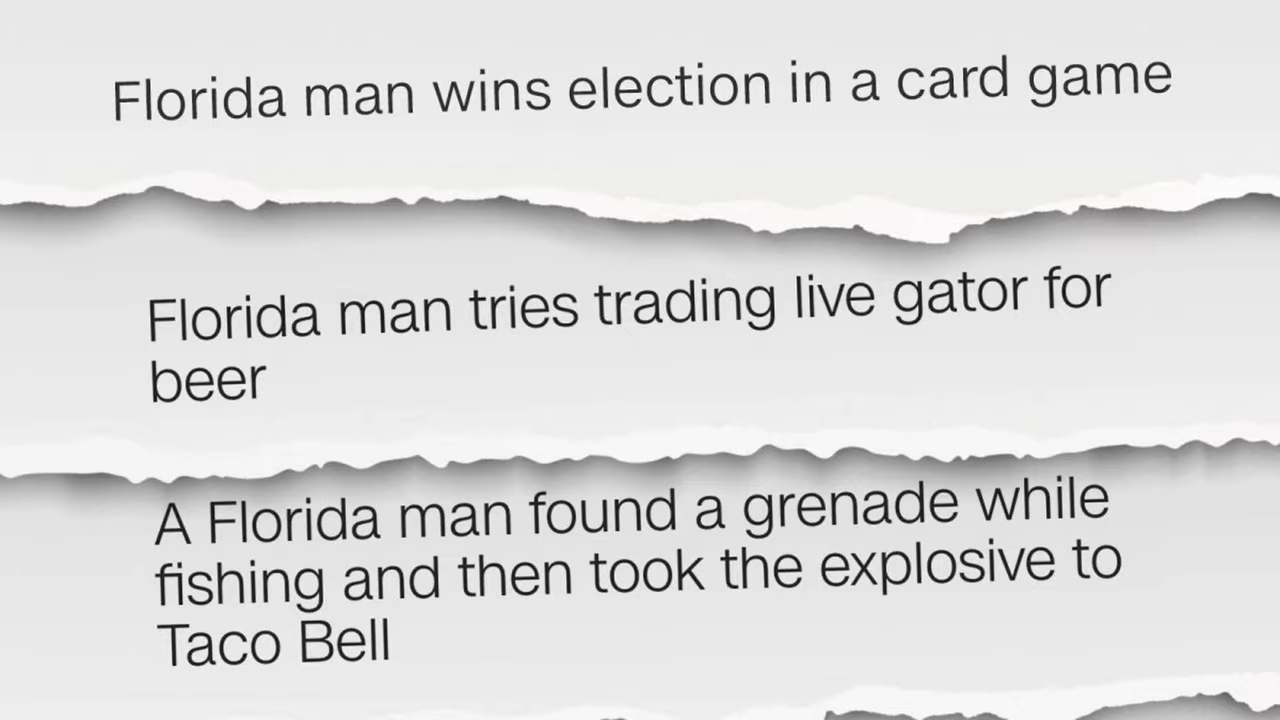 Florida man wins election in a card game
Florida man tries trading live gator for
beer
A Florida man found a grenade while
fishing and then took the explosive to
Taco Bell